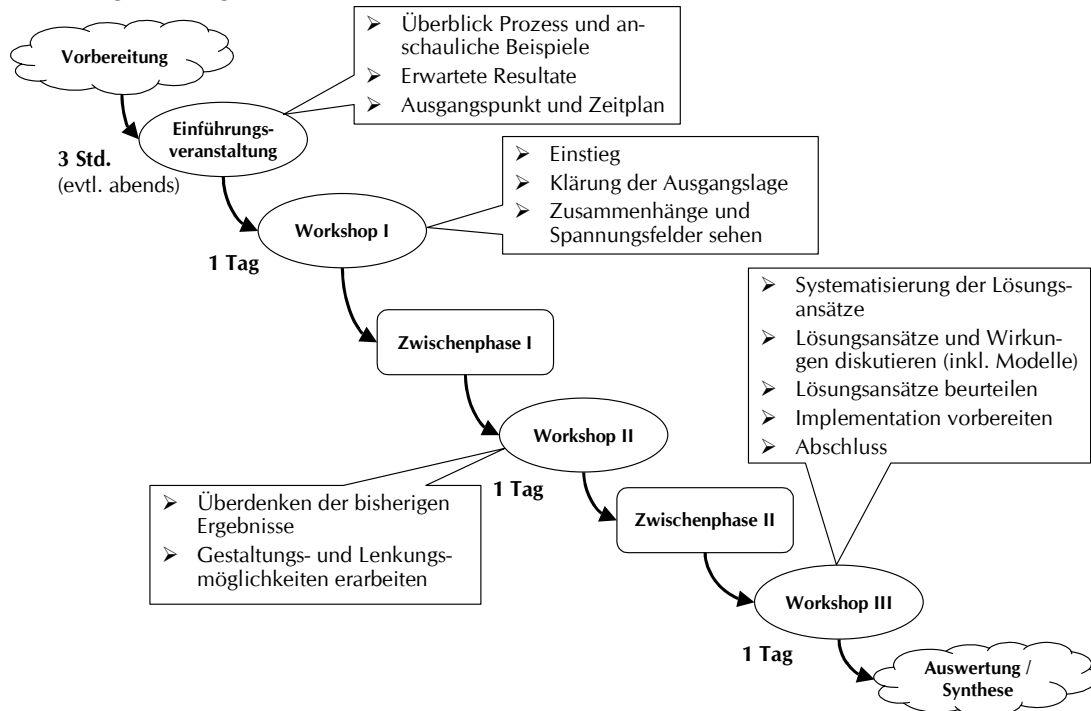 Vorbereitung
➢ Überblick Prozess und an-
schauliche Beispiele
➢ Erwartete Resultate
➢ Ausgangspunkt und Zeitplan
Einführungs-
veranstaltung
3 Std.
(evtl. abends)
➢ Einstieg
➢ Klärung der Ausgangslage
➢ Zusammenhänge und
Spannungsfelder sehen
Workshop I
1 Tag
Zwischenphase I
➢ Systematisierung der Lösungs-
ansätze
➢ Lösungsansätze und Wirkun-
gen diskutieren (inkl. Modelle)
➢ Lösungsansätze beurteilen
➢ Implementation vorbereiten
➢ Abschluss
Workshop II
1 Tag
➢ Überdenken der bisherigen
Ergebnisse
➢ Gestaltungs- und Lenkungs-
möglichkeiten erarbeiten
Zwischenphase II
Workshop III
1 Tag
Auswertung /
Synthese